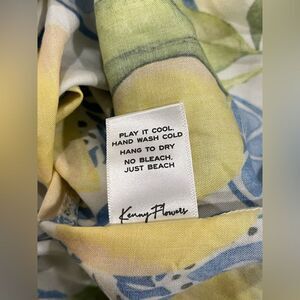 PLAY IT COOL.
HAND WASH COLD
HANG TO DRY
NO BLEACH.
JUST BEACH
Kenny Flowers